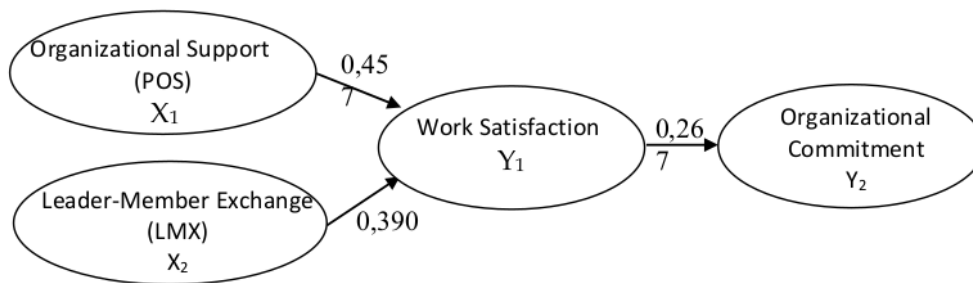 Organizational Support
(POS)
X1
0,45
7
Leader-Member Exchange
(LMX)
X2
0,390
Work Satisfaction
Y1
0,26
7
Organizational
Commitment
Y2